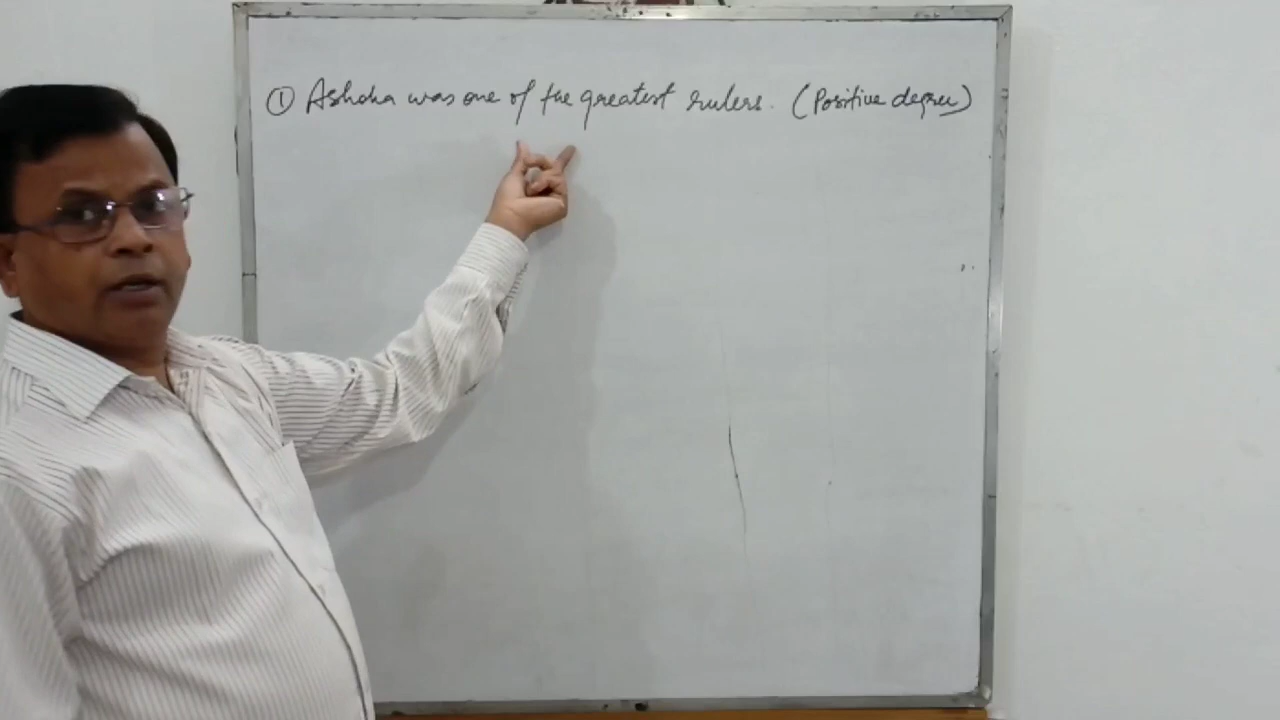 ① Ashoka was one of the greatest rulers. (Positive degree)